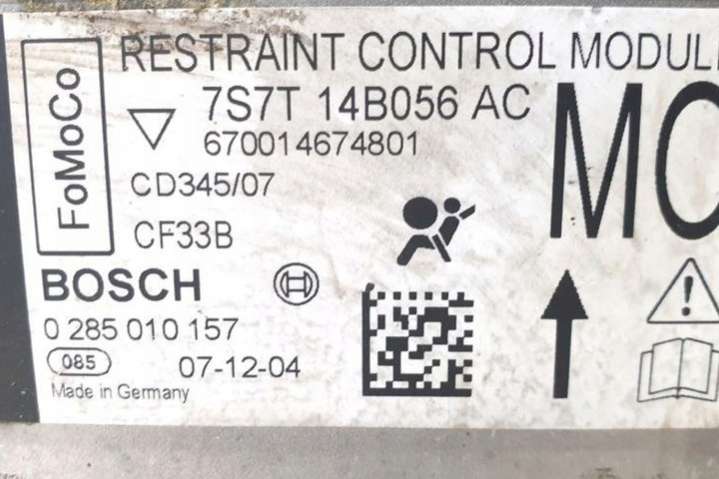 FoMoCo
RESTRAINT CONTROL MODULE
7S7T 14B056 AC
670014674801
CD345/07
CF33B
MC
BOSCH
0 285 010 157
085 07-12-04
Made in Germany